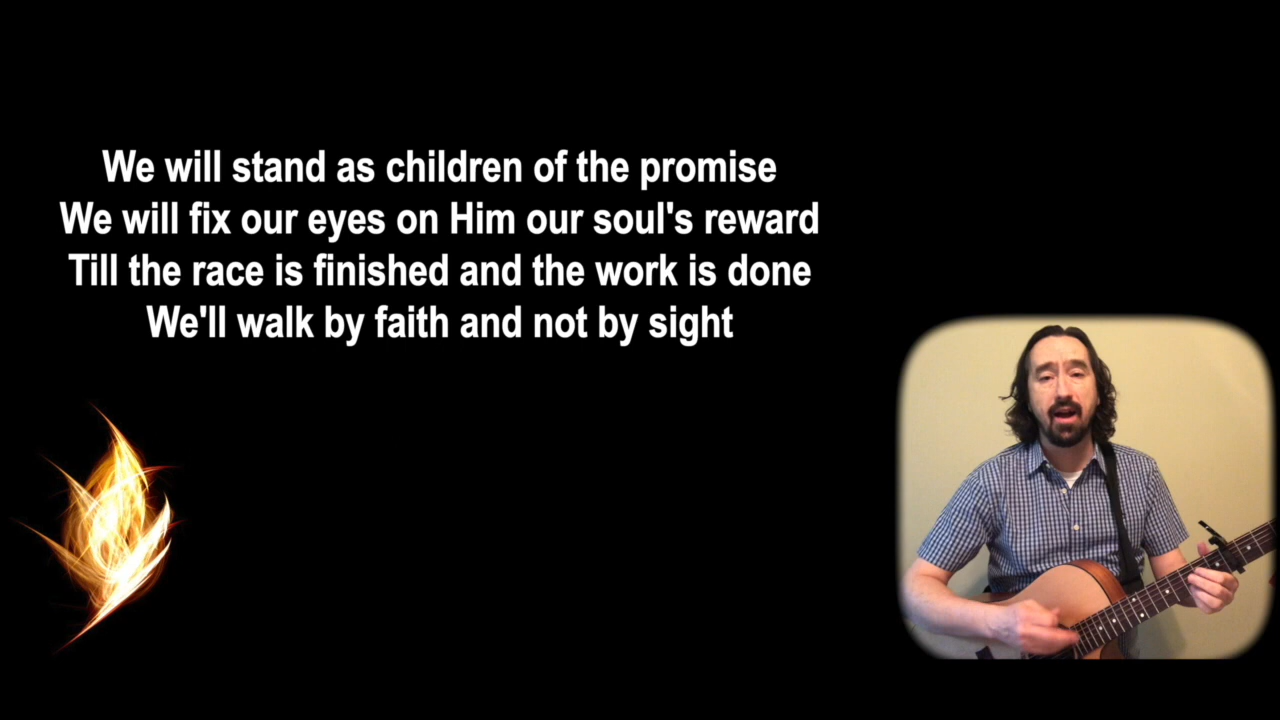 We will stand as children of the promise
We will fix our eyes on Him our soul's reward
Till the race is finished and the work is done
We'll walk by faith and not by sight